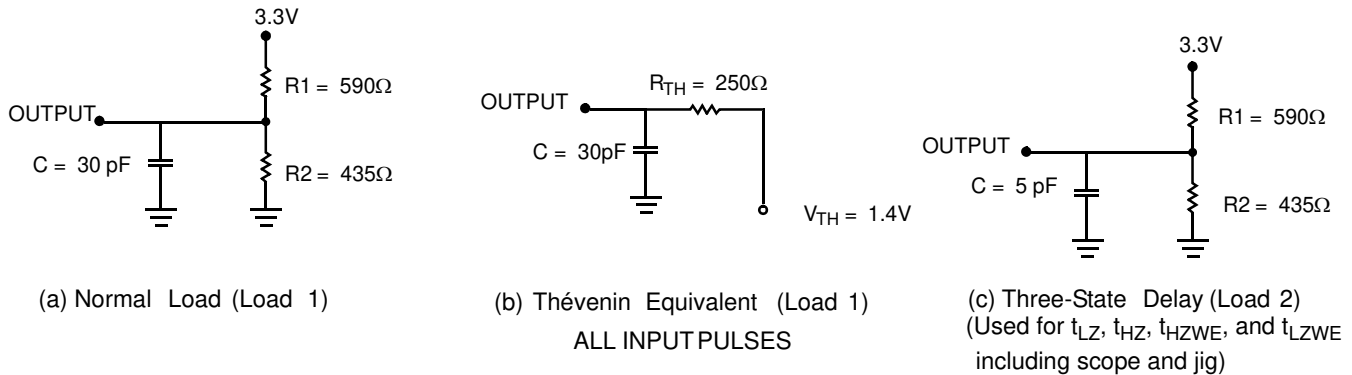 3.3V
R1 = 590Ω
OUTPUT
C = 30 pF
R2 = 435Ω
(a) Normal Load (Load 1)
RTH = 250Ω
OUTPUT
C = 30pF
VTH = 1.4V
(b) Thévenin Equivalent (Load 1)
ALL INPUT PULSES
3.3V
R1 = 590Ω
OUTPUT
C = 5 pF
R2 = 435Ω
(c) Three-State Delay (Load 2)
(Used for tLZ, tHZ, tHZWE, and tLZWE
including scope and jig)